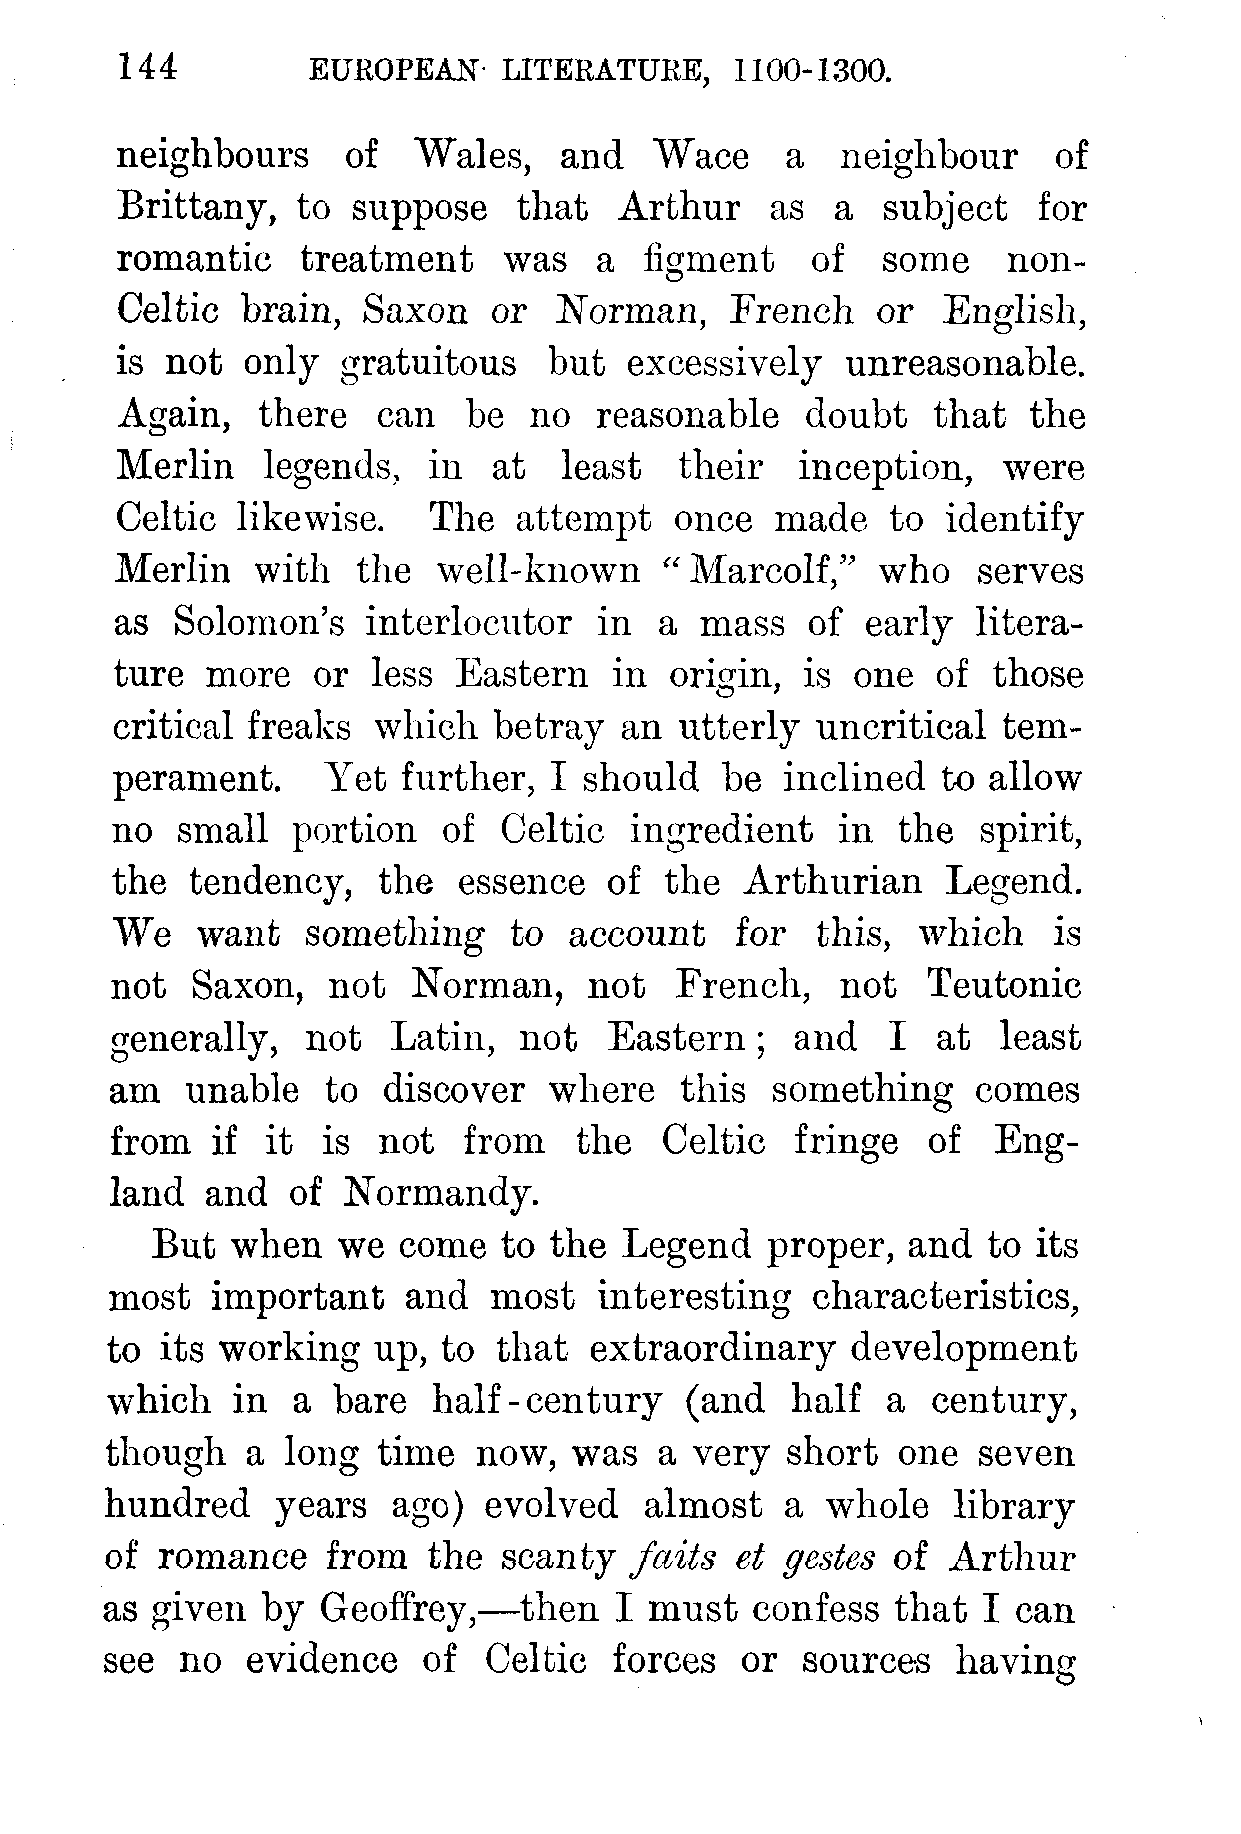 144 EUROPEAN LITERATURE, 1100-1300.
neighbours of Wales, and Wace a neighbour of
Brittany, to suppose that Arthur as a subject for
romantic treatment was a figment of some non-
Celtic brain, Saxon or Norman, French or English,
is not only gratuitous but excessively unreasonable.
Again, there can be no reasonable doubt that the
Merlin legends, in at least their inception, were
Celtic likewise. The attempt once made to identify
Merlin with the well-known “Marcolf,” who serves
as Solomon's interlocutor in a mass of early litera-
ture more or less Eastern in origin, is one of those
critical freaks which betray an utterly uncritical tem-
perament. Yet further, I should be inclined to allow
no small portion of Celtic ingredient in the spirit,
the tendency, the essence of the Arthurian Legend.
We want something to account for this, which is
not Saxon, not Norman, not French, not Teutonic
generally, not Latin, not Eastern; and I at least
am unable to discover where this something comes
from if it is not from the Celtic fringe of Eng-
land and of Normandy.
But when we come to the Legend proper, and to its
most important and most interesting characteristics,
to its working up, to that extraordinary development
which in a bare half-century (and half a century,
though a long time now, was a very short one seven
hundred years ago) evolved almost a whole library
of romance from the scanty faits et gestes of Arthur
as given by Geoffrey,—then I must confess that I can
see no evidence of Celtic forces or sources having